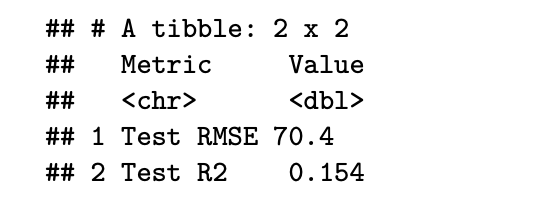 ## # A tibble: 2 x 2
##   Metric     Value
##   <chr>      <dbl>
## 1 Test RMSE 70.4
## 2 Test R2    0.154